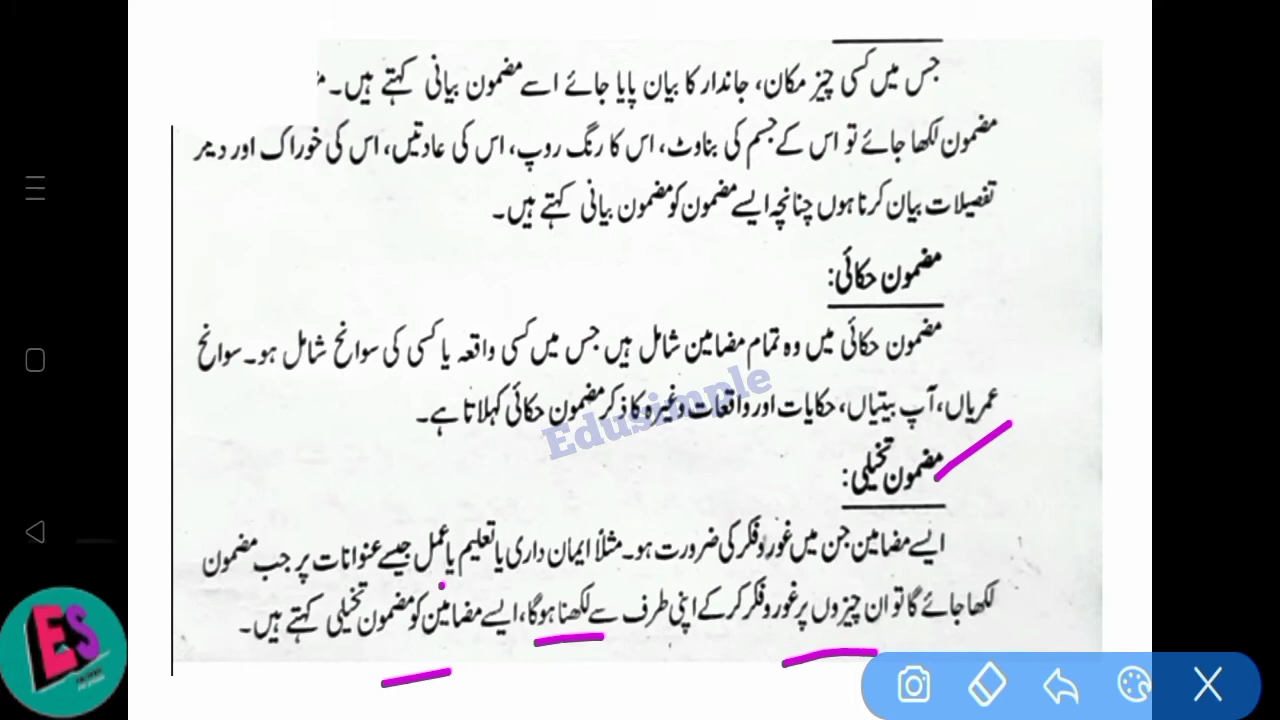 جس میں کسی چیز مکان، جاندار کا بیان پایا جائے اسے مضمون بیانی کہتے ہیں۔
مضمون لکھا جائے تو اس کے جسم کی بناوٹ، اس کا رنگ روپ، اس کی عادتیں، اس کی خوراک اور
تفصیلات بیان کرنا ہوں چنانچہ ایسے مضمون کو مضمون بیانی کہتے ہیں۔
مضمون حکائی:
مضمون حکائی میں وہ تمام مضامین شامل ہیں جس میں کسی واقعہ یا کسی کی سوانح شامل ہو۔ سوانح
عمریاں، آپ بیتیاں، حکایات اور واقعات وغیرہ کا ذکر مضمون حکائی کہلاتا ہے۔
Edusimple
مضمون تخیلی:
ایسے مضامین جن میں غور و فکر کی ضرورت ہو۔ مثلاً ایمان داری یا تعلیم یا عمل جیسے عنوانات پر جب مضمون
لکھا جائے گا تو ان چیزوں پر غور و فکر کر کے اپنی طرف سے لکھنا ہوگا، ایسے مضامین کو مضمون تخیلی کہتے ہیں۔
ES